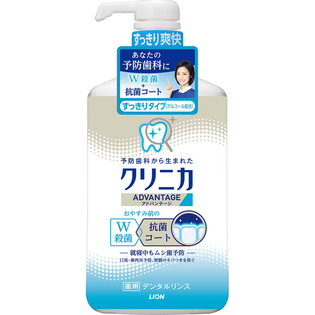 すっきり爽快
あなたの
予防歯科に
W殺菌
+
抗菌コート
すっきりタイプ(アルコール配合)
予防歯科から生まれた
クリニカ
ADVANTAGE
アドバンテージ
おやすみ前の
W殺菌
抗菌コート
就寝中もムシ歯予防
薬用 デンタルリンス
LION